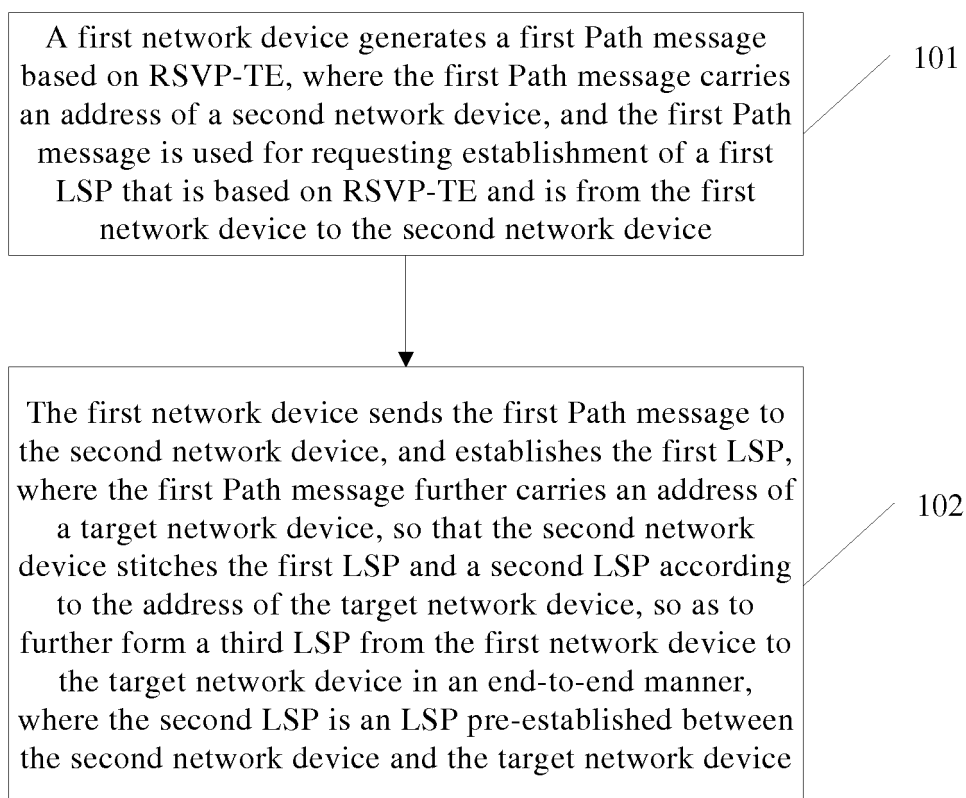 A first network device generates a first Path message
based on RSVP-TE, where the first Path message carries
an address of a second network device, and the first Path
message is used for requesting establishment of a first
LSP that is based on RSVP-TE and is from the first
network device to the second network device
101
The first network device sends the first Path message to
the second network device, and establishes the first LSP,
where the first Path message further carries an address of
a target network device, so that the second network
device stitches the first LSP and a second LSP according
to the address of the target network device, so as to
further form a third LSP from the first network device to
the target network device in an end-to-end manner,
where the second LSP is an LSP pre-established between
the second network device and the target network device
102